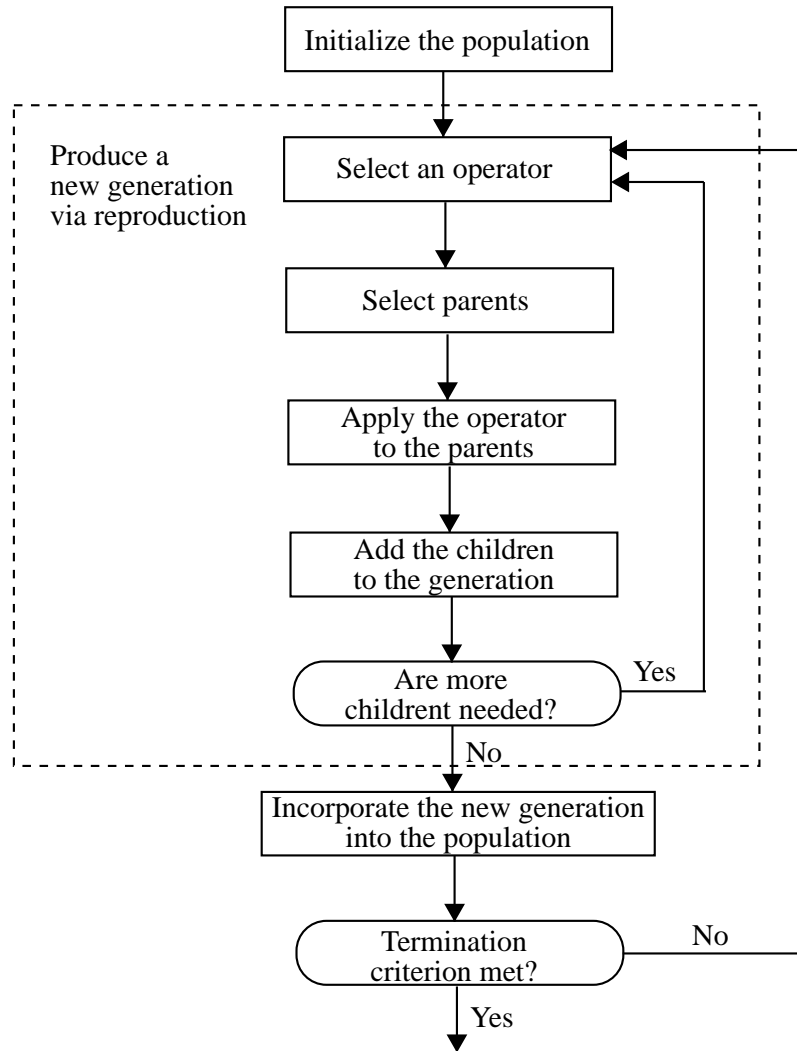 Initialize the population
Produce a
new generation
via reproduction
Select an operator
Select parents
Apply the operator
to the parents
Add the children
to the generation
Are more
childrent needed?
Yes
No
Incorporate the new generation
into the population
Termination
criterion met?
No
Yes